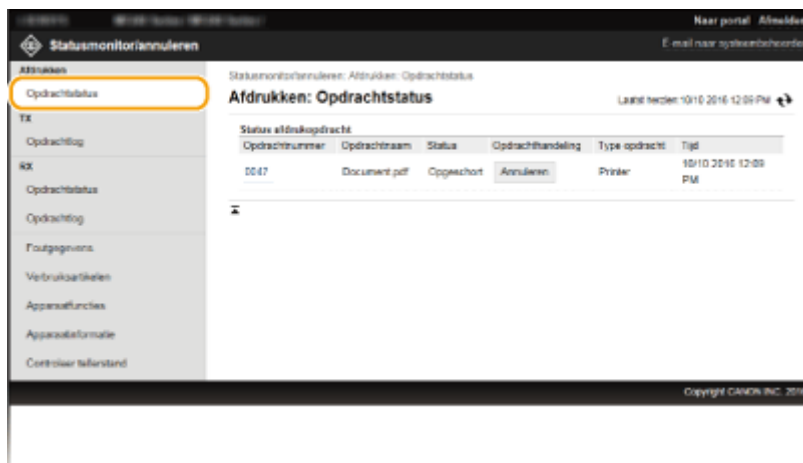 Naar portal Afmelden
Statusmonitor/annuleren
E-mail naar systeembeheerde
Afdrukken
Opdrachtstatus
TX
Opdrachtlog
RX
Opdrachtstatus
Opdrachtlog
Foutgegevens
Verbruiksartikelen
Apparaatfuncties
Apparaatinformatie
Controleer tellerstand
Statusmonitor/annuleren: Afdrukken: Opdrachtstatus
Afdrukken: Opdrachtstatus
Laatst herzien: 10/10 2016 12:09 PM
Status afdrukopdracht
Opdrachtnummer Opdrachtnaam Status Opdrachthandeling Type opdracht Tijd
0047 Document.pdf Opgeschort Annuleren Printer 10/10 2016 12:09
PM
Copyright CANON INC. 201